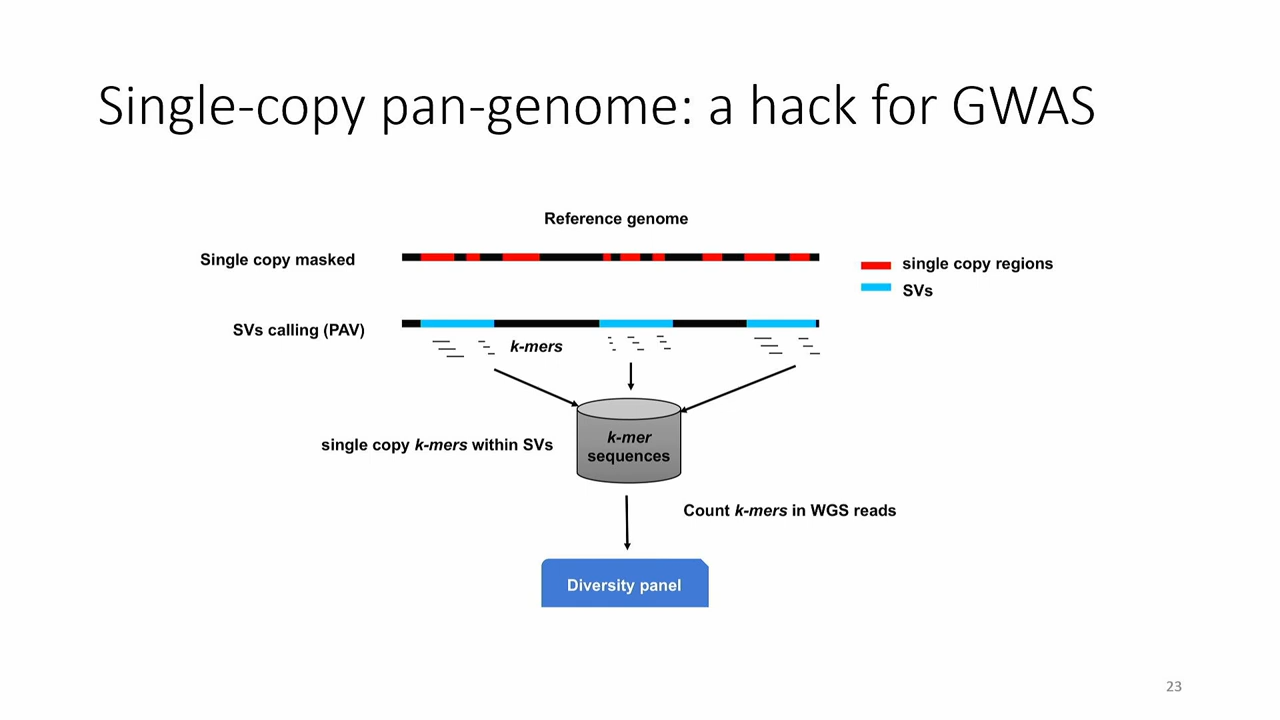 Single-copy pan-genome: a hack for GWAS
Reference genome
Single copy masked
single copy regions
SVs
SVs calling (PAV)
k-mers
k-mer
sequences
single copy k-mers within SVs
Count k-mers in WGS reads
Diversity panel
23